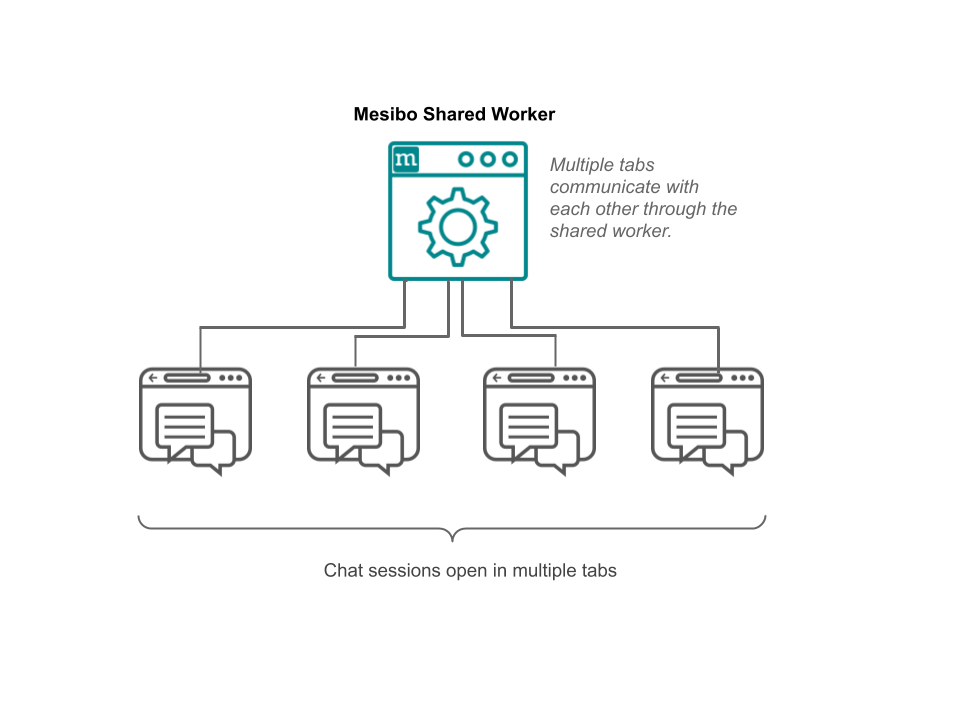 Mesibo Shared Worker
m
Multiple tabs
communicate with
each other through the
shared worker.
Chat sessions open in multiple tabs